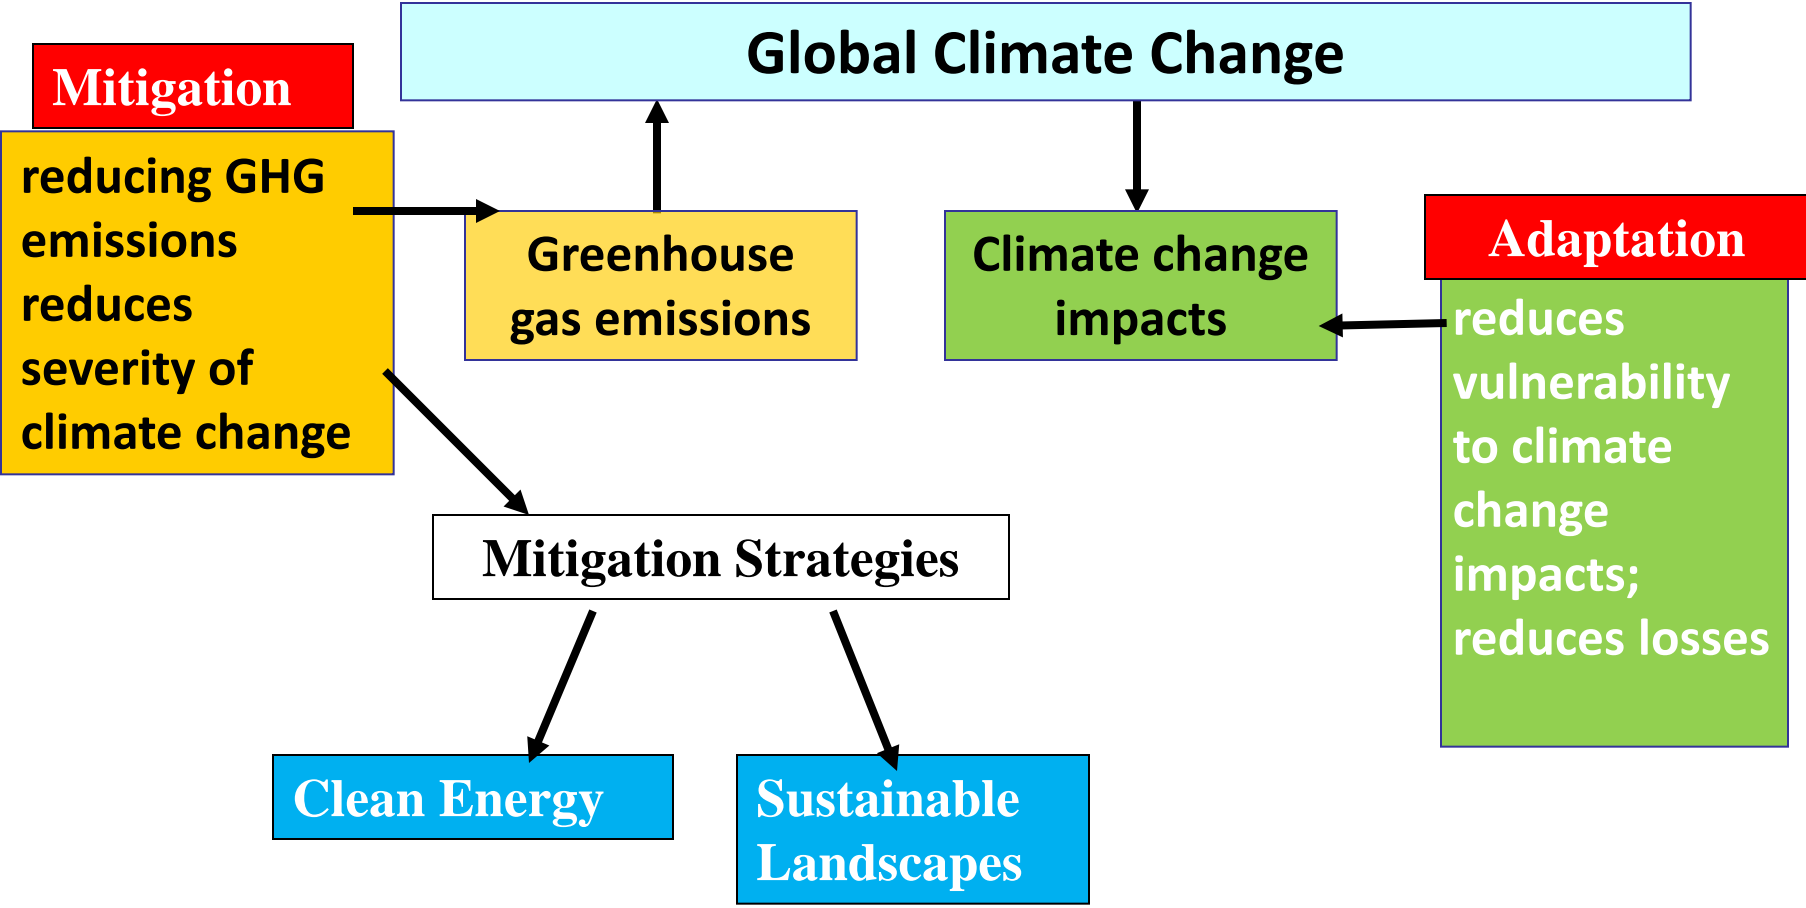 Global Climate Change
Mitigation
reducing GHG
emissions
reduces
severity of
climate change
Greenhouse
gas emissions
Climate change
impacts
Adaptation
reduces
vulnerability
to climate
change
impacts;
reduces losses
Mitigation Strategies
Clean Energy
Sustainable
Landscapes